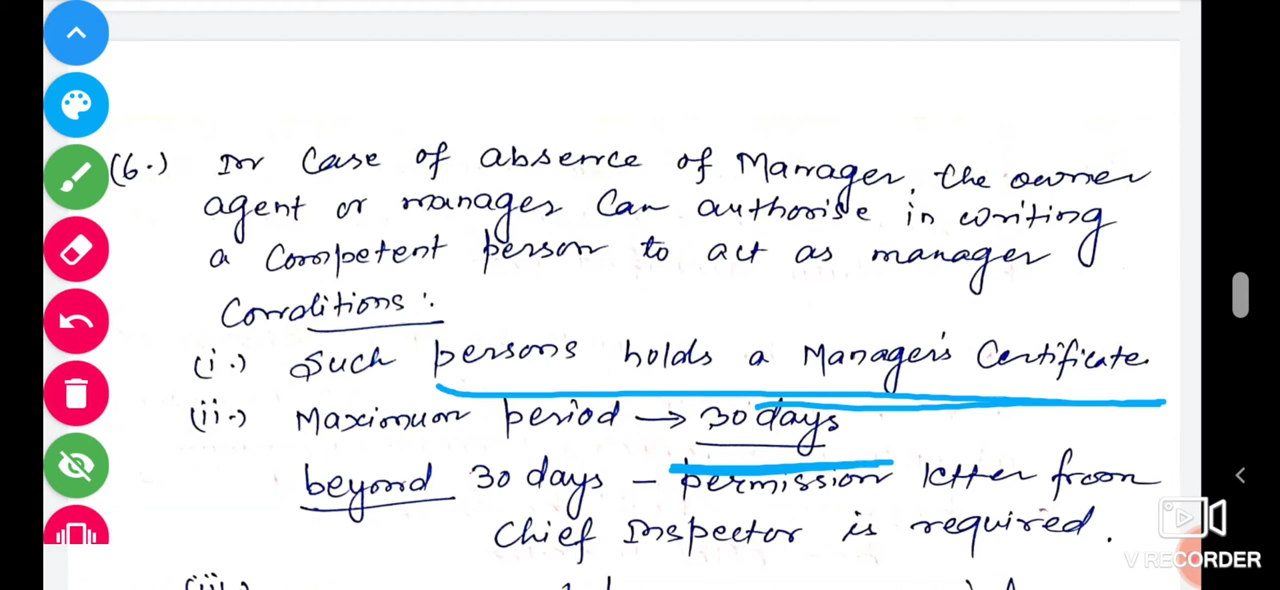 (6.) In Case of absence of Manager, the owner
agent or manager Can authorise in writing
a Competent person to act as manager
Conditions :
(i.) Such persons holds a Manager's Certificate.
(ii.) Maximum period → 30 days
beyond 30 days - permission letter from
Chief Inspector is required.
(iii.)
V RECORDER